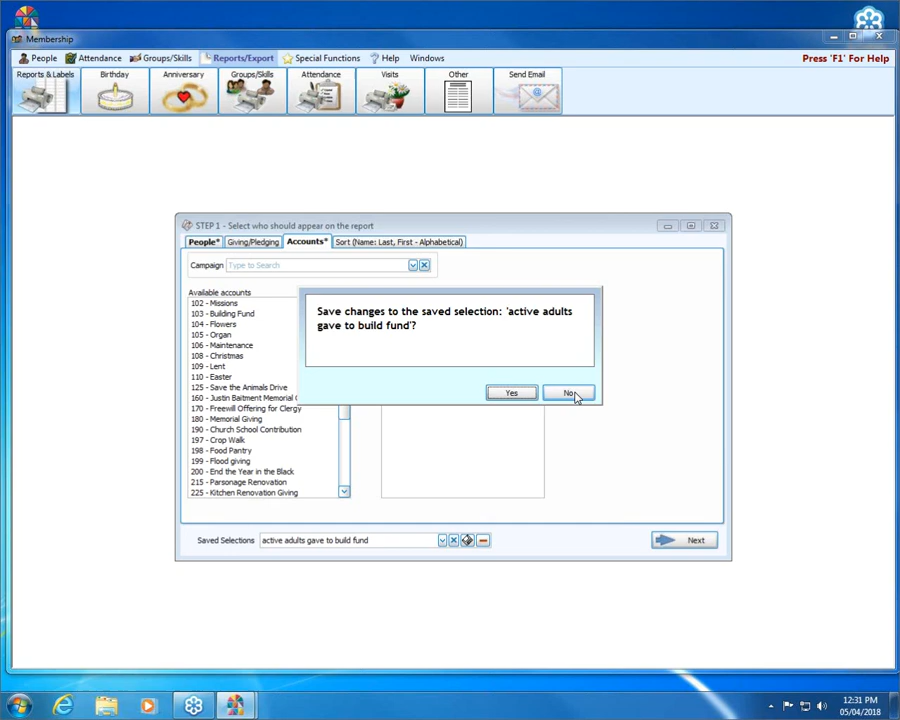 Membership
People Attendance Groups/Skills Reports/Export Special Functions Help Windows Press 'F1' For Help
Reports & Labels Birthday Anniversary Groups/Skills Attendance Visits Other Send Email
STEP 1 - Select who should appear on the report
People* Giving/Pledging Accounts* Sort (Name: Last, First - Alphabetical)
Campaign Type to Search
Available accounts
102 - Missions
103 - Building Fund
104 - Flowers
105 - Organ
106 - Maintenance
108 - Christmas
109 - Lent
110 - Easter
125 - Save the Animals Drive
160 - Justin Baitment Memorial
170 - Freewill Offering for Clergy
180 - Memorial Giving
190 - Church School Contribution
197 - Crop Walk
198 - Food Pantry
199 - Flood giving
200 - End the Year in the Black
215 - Parsonage Renovation
225 - Kitchen Renovation Giving
Save changes to the saved selection: 'active adults
gave to build fund'?
Yes No
Saved Selections active adults gave to build fund Next
12:31 PM
05/04/2018